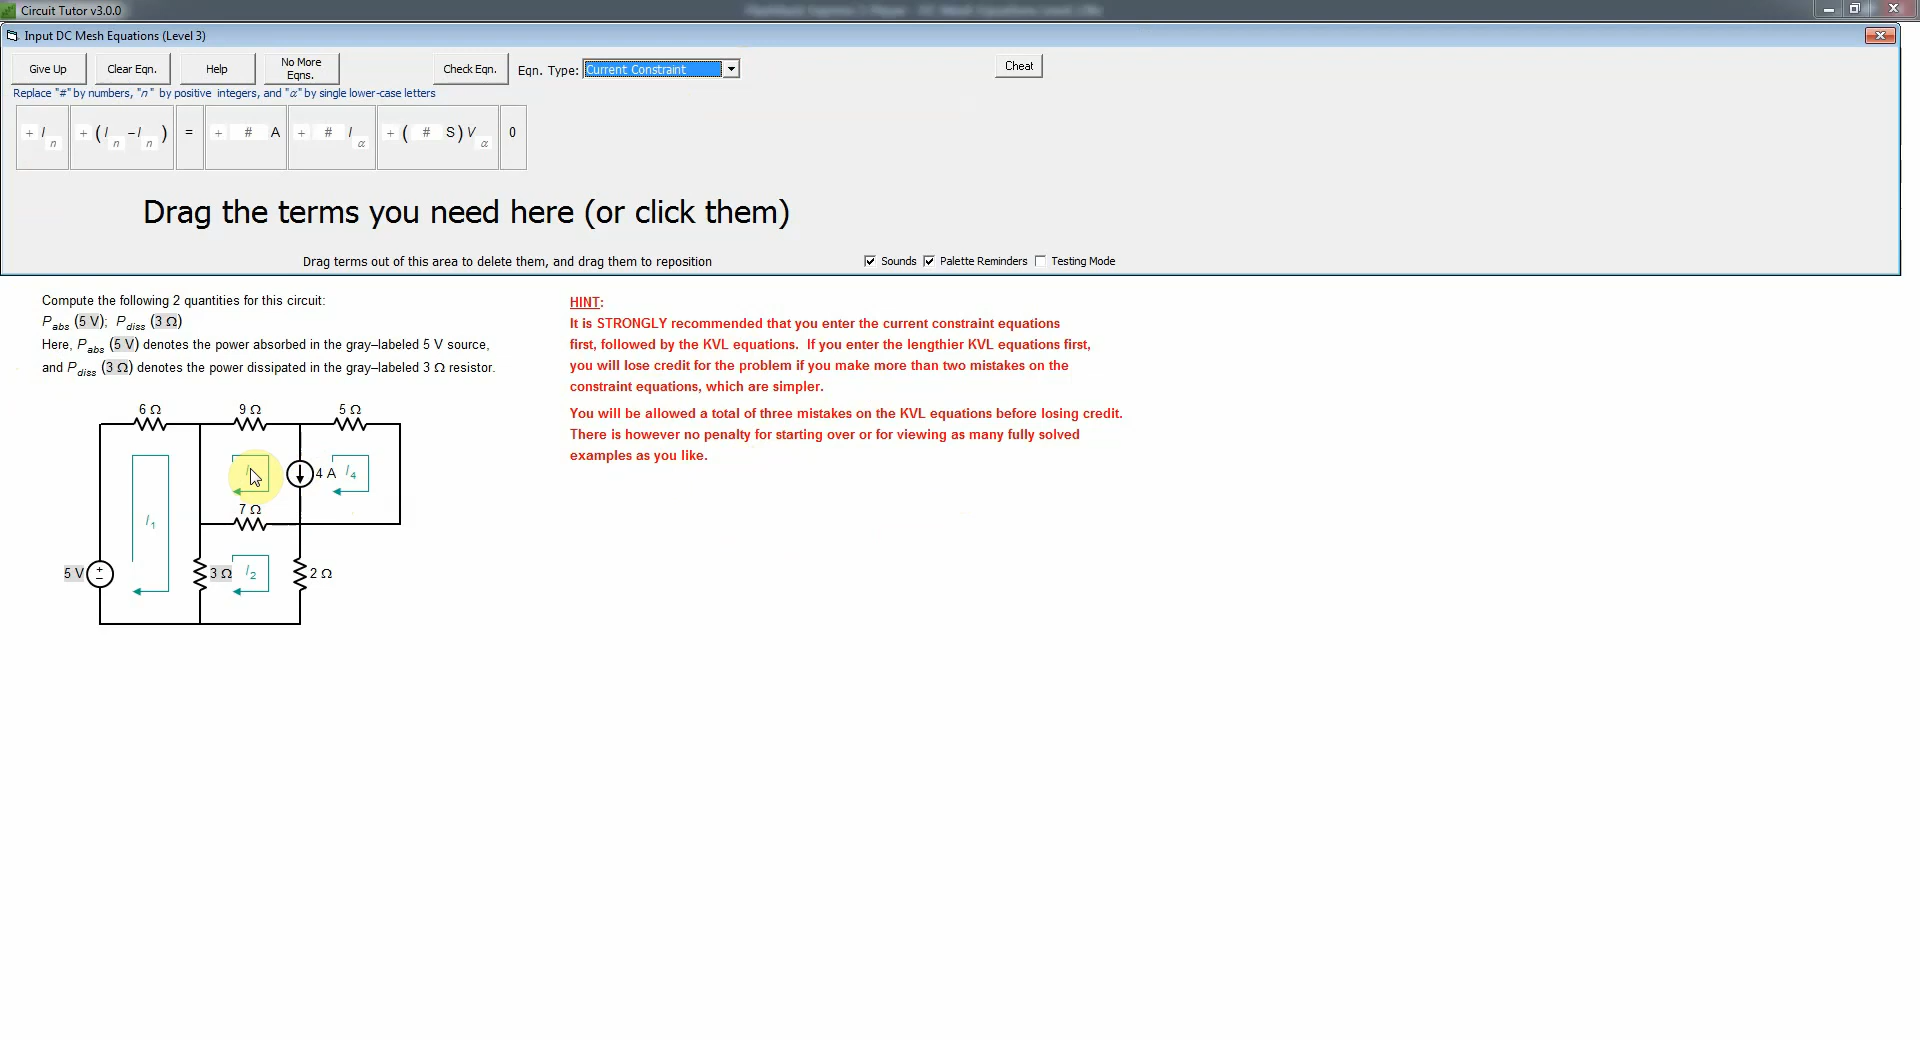 Circuit Tutor v3.0.0
Input DC Mesh Equations (Level 3)
Give Up
Clear Eqn.
Help
No More Eqns.
Check Eqn.
Eqn. Type: Current Constraint
Cheat
Replace "#" by numbers, "n" by positive integers, and "α" by single lower-case letters
+ I n
+ ( I n − I n )
=
+ # A
+ # I α
+ ( # S ) V α
0
Drag the terms you need here (or click them)
Drag terms out of this area to delete them, and drag them to reposition
Sounds
Palette Reminders
Testing Mode
Compute the following 2 quantities for this circuit:
P abs (5 V); P diss (3 Ω)
Here, P abs (5 V) denotes the power absorbed in the gray–labeled 5 V source,
and P diss (3 Ω) denotes the power dissipated in the gray–labeled 3 Ω resistor.
HINT:
It is STRONGLY recommended that you enter the current constraint equations
first, followed by the KVL equations. If you enter the lengthier KVL equations first,
you will lose credit for the problem if you make more than two mistakes on the
constraint equations, which are simpler.
You will be allowed a total of three mistakes on the KVL equations before losing credit.
There is however no penalty for starting over or for viewing as many fully solved
examples as you like.
6 Ω
9 Ω
5 Ω
4 A
I 4
7 Ω
I 1
5 V
+
−
3 Ω
I 2
2 Ω